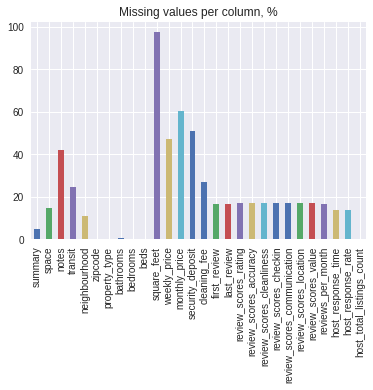 Missing values per column, %
100
80
60
40
20
0
summary
space
notes
transit
neighbourhood
zipcode
property_type
bathrooms
bedrooms
beds
square_feet
weekly_price
monthly_price
security_deposit
cleaning_fee
first_review
last_review
review_scores_rating
review_scores_accuracy
review_scores_cleanliness
review_scores_checkin
review_scores_communication
review_scores_location
review_scores_value
reviews_per_month
host_response_time
host_response_rate
host_total_listings_count